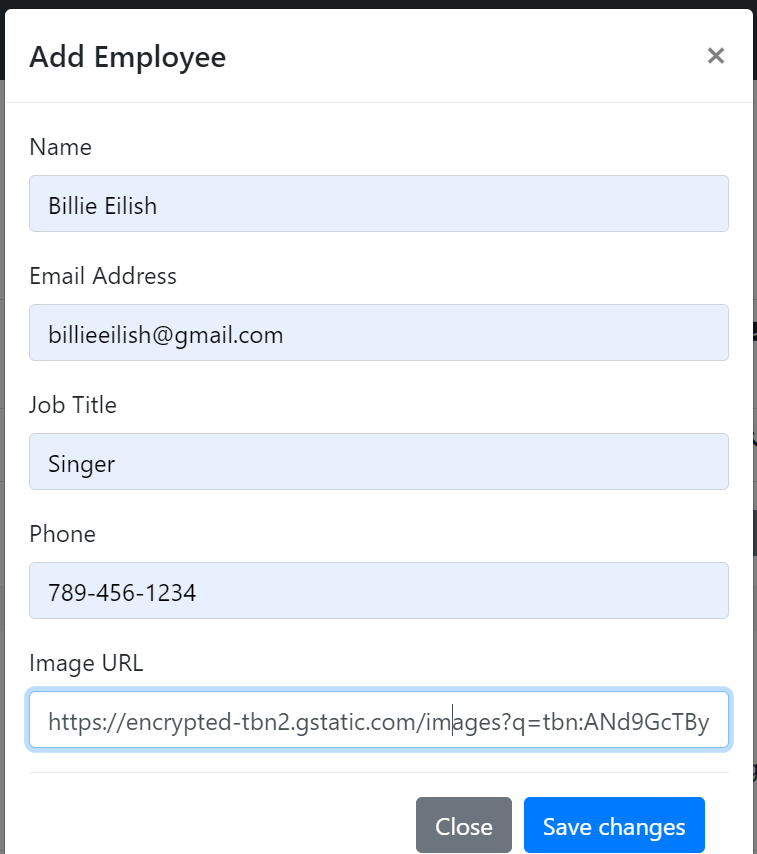 Add Employee ×
Name
Billie Eilish
Email Address
billieeilish@gmail.com
Job Title
Singer
Phone
789-456-1234
Image URL
https://encrypted-tbn2.gstatic.com/images?q=tbn:ANd9GcTBy
Close Save changes